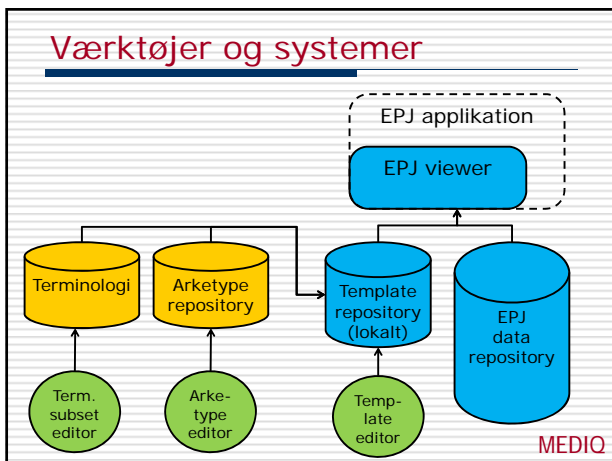 Værktøjer og systemer
EPJ applikation
EPJ viewer
Terminologi
Arketype
repository
Template
repository
(lokalt)
EPJ
data
repository
Term.
subset
editor
Arke-
type
editor
Temp-
late
editor
MEDIQ